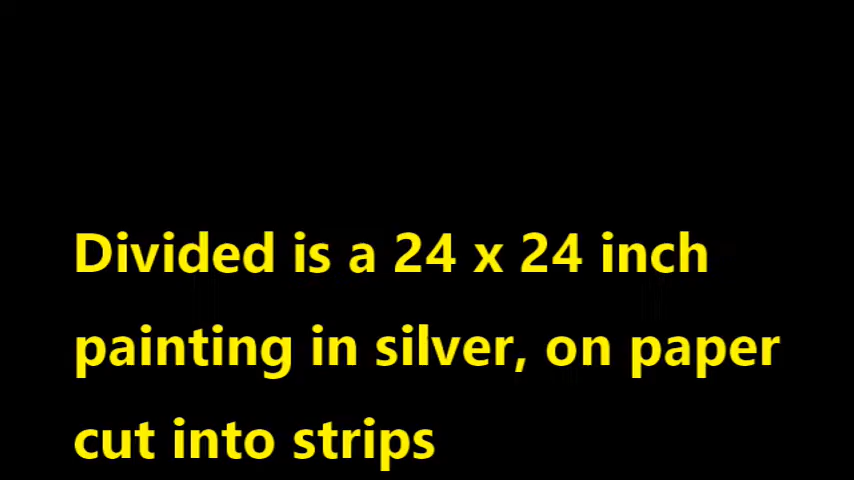 Divided is a 24 x 24 inch
painting in silver, on paper
cut into strips